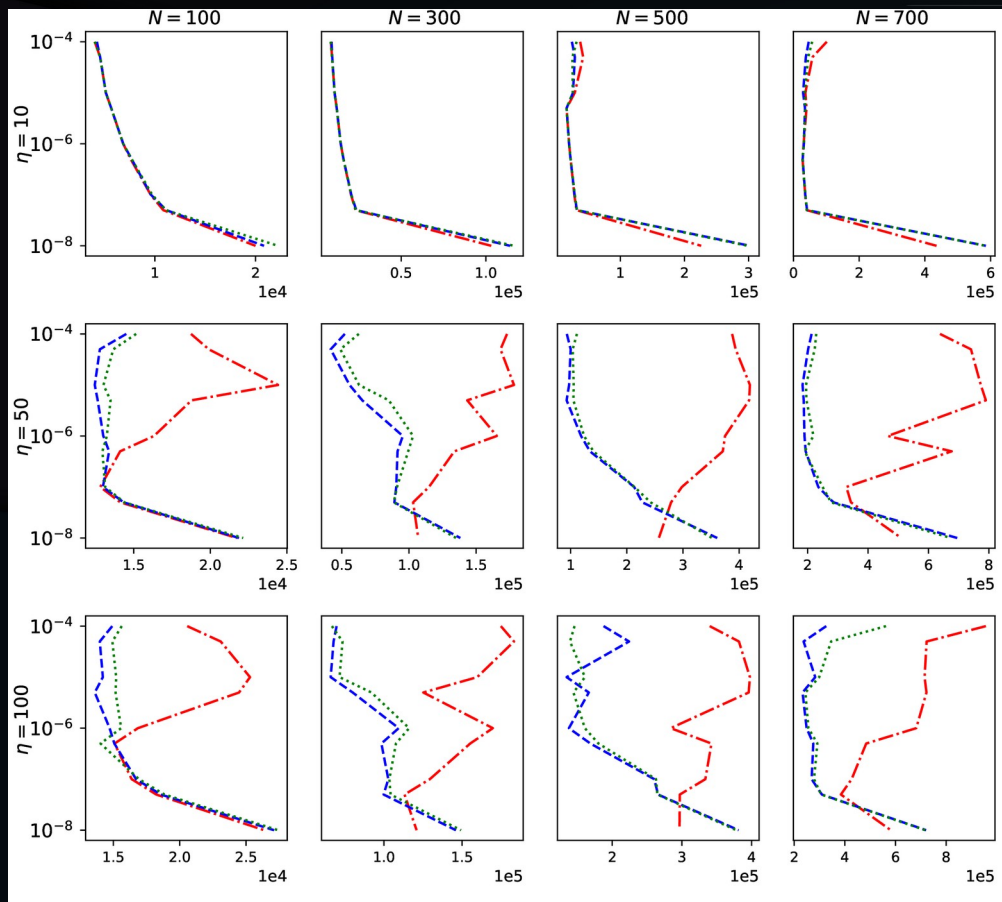 N = 100 N = 300 N = 500 N = 700
η = 10
10⁻⁴
10⁻⁶
10⁻⁸
1 2
1e4
0.5 1.0
1e5
1 2 3
1e5
0 2 4 6
1e5
η = 50
10⁻⁴
10⁻⁶
10⁻⁸
1.5 2.0 2.5
1e4
0.5 1.0 1.5
1e5
1 2 3 4
1e5
2 4 6 8
1e5
η = 100
10⁻⁴
10⁻⁶
10⁻⁸
1.5 2.0 2.5
1e4
1.0 1.5
1e5
2 3 4
1e5
2 4 6 8
1e5